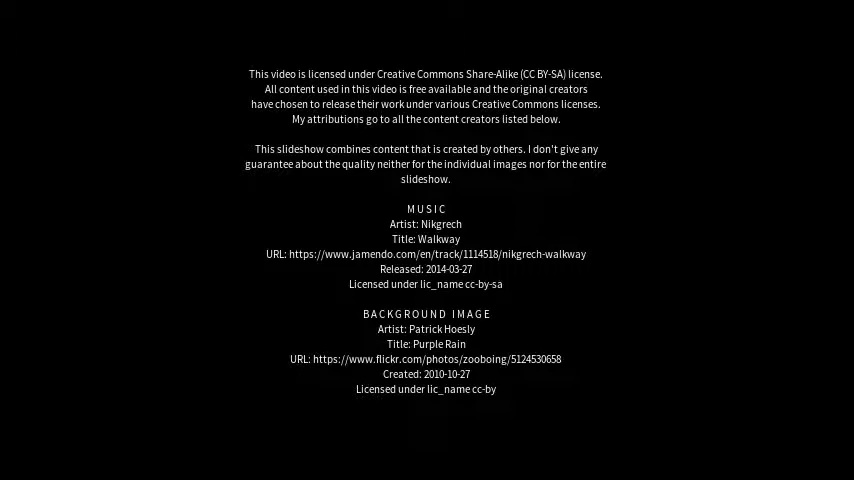 This video is licensed under Creative Commons Share-Alike (CC BY-SA) license.
All content used in this video is free available and the original creators
have chosen to release their work under various Creative Commons licenses.
My attributions go to all the content creators listed below.
This slideshow combines content that is created by others. I don't give any
guarantee about the quality neither for the individual images nor for the entire
slideshow.
MUSIC
Artist: Nikgrech
Title: Walkway
URL: https://www.jamendo.com/en/track/1114518/nikgrech-walkway
Released: 2014-03-27
Licensed under lic_name cc-by-sa
BACKGROUND IMAGE
Artist: Patrick Hoesly
Title: Purple Rain
URL: https://www.flickr.com/photos/zooboing/5124530658
Created: 2010-10-27
Licensed under lic_name cc-by